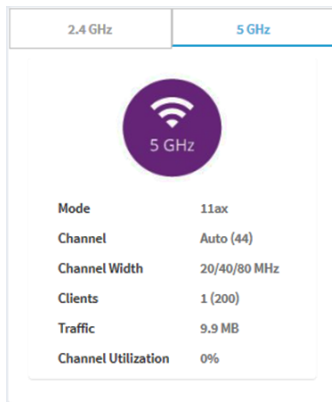 2.4 GHz 5 GHz
5 GHz
Mode 11ax
Channel Auto (44)
Channel Width 20/40/80 MHz
Clients 1 (200)
Traffic 9.9 MB
Channel Utilization 0%